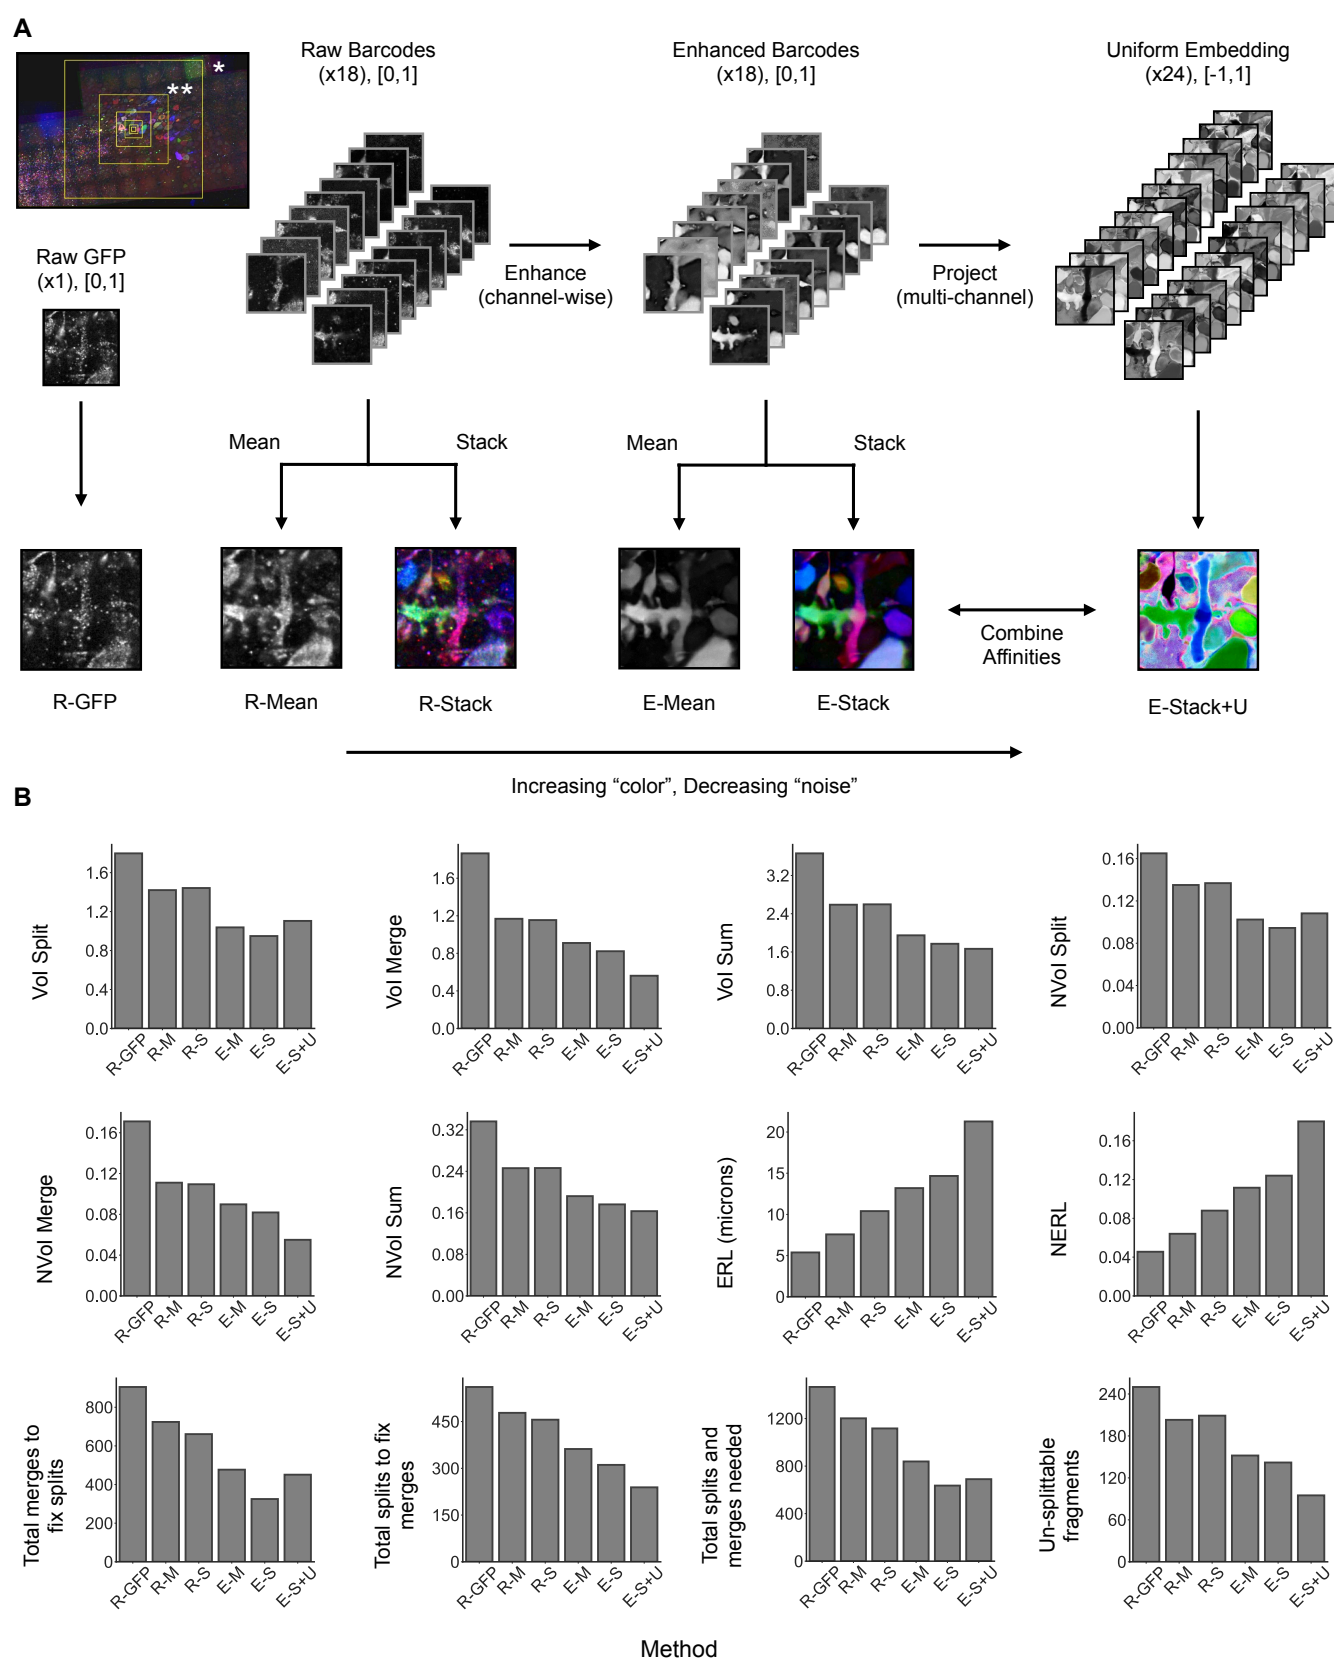 A
*
**
Raw Barcodes
(x18), [0,1]
Enhanced Barcodes
(x18), [0,1]
Uniform Embedding
(x24), [-1,1]
Raw GFP
(x1), [0,1]
Enhance
(channel-wise)
Project
(multi-channel)
Mean
Stack
Mean
Stack
Combine
Affinities
R-GFP
R-Mean
R-Stack
E-Mean
E-Stack
E-Stack+U
Increasing “color”, Decreasing “noise”
B
VoI Split
1.6
1.2
0.8
0.4
0.0
R-GFP
R-M
R-S
E-M
E-S
E-S+U
VoI Merge
1.6
1.2
0.8
0.4
0.0
R-GFP
R-M
R-S
E-M
E-S
E-S+U
VoI Sum
3.2
2.4
1.6
0.8
0.0
R-GFP
R-M
R-S
E-M
E-S
E-S+U
NVoI Split
0.16
0.12
0.08
0.04
0.00
R-GFP
R-M
R-S
E-M
E-S
E-S+U
NVoI Merge
0.16
0.12
0.08
0.04
0.00
R-GFP
R-M
R-S
E-M
E-S
E-S+U
NVoI Sum
0.32
0.24
0.16
0.08
0.00
R-GFP
R-M
R-S
E-M
E-S
E-S+U
ERL (microns)
20
15
10
5
0
R-GFP
R-M
R-S
E-M
E-S
E-S+U
NERL
0.16
0.12
0.08
0.04
0.00
R-GFP
R-M
R-S
E-M
E-S
E-S+U
Total merges to
fix splits
800
600
400
200
0
R-GFP
R-M
R-S
E-M
E-S
E-S+U
Total splits to fix
merges
450
300
150
0
R-GFP
R-M
R-S
E-M
E-S
E-S+U
Total splits and
merges needed
1200
800
400
0
R-GFP
R-M
R-S
E-M
E-S
E-S+U
Un-splittable
fragments
240
180
120
60
0
R-GFP
R-M
R-S
E-M
E-S
E-S+U
Method